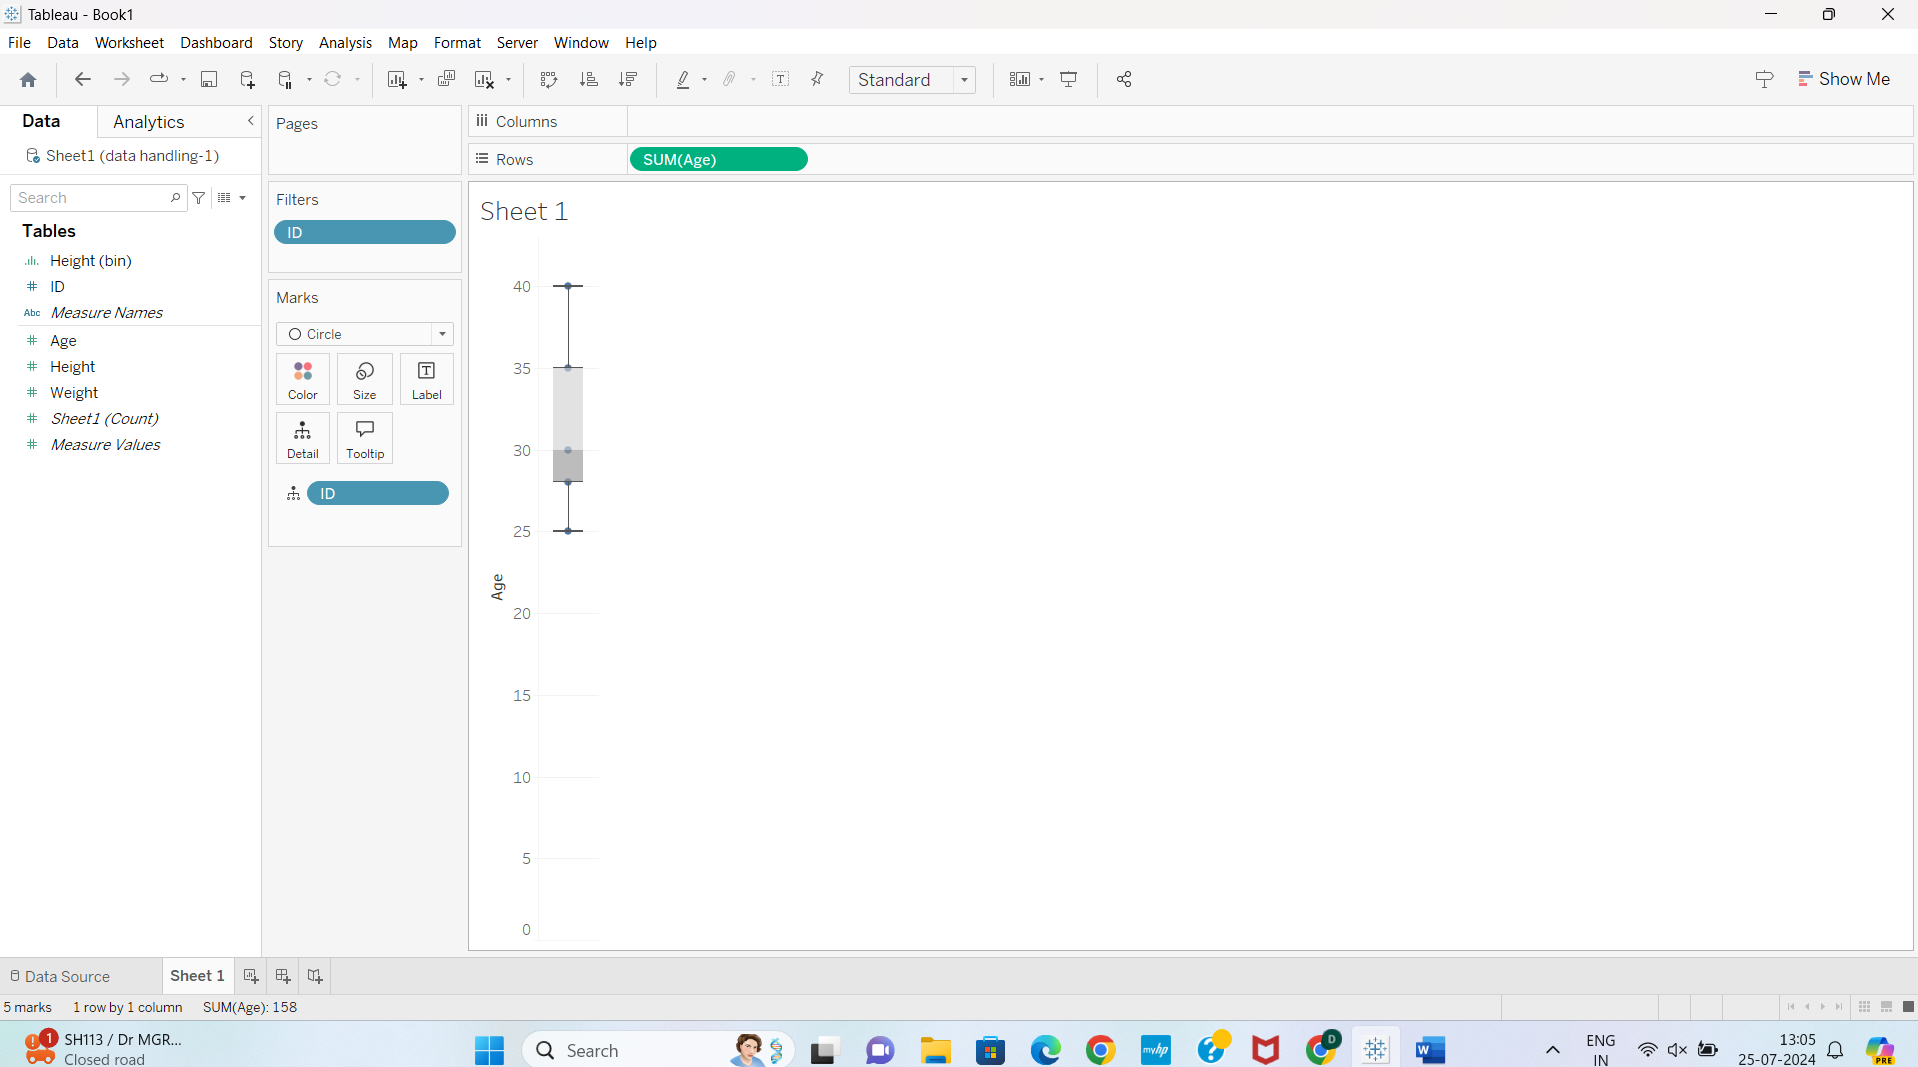 Tableau - Book1
File Data Worksheet Dashboard Story Analysis Map Format Server Window Help
Standard
Show Me
Data Analytics
Sheet1 (data handling-1)
Search
Tables
Height (bin)
ID
Abc Measure Names
Age
Height
Weight
Sheet1 (Count)
Measure Values
Pages
Filters
ID
Marks
Circle
Color Size Label
Detail Tooltip
ID
Columns
Rows SUM(Age)
Sheet 1
40
35
30
25
Age
20
15
10
5
0
Data Source Sheet 1
5 marks 1 row by 1 column SUM(Age): 158
1 SH113 / Dr MGR...
Closed road
Search
myhp
D
W
ENG
IN
13:05
25-07-2024
PRE